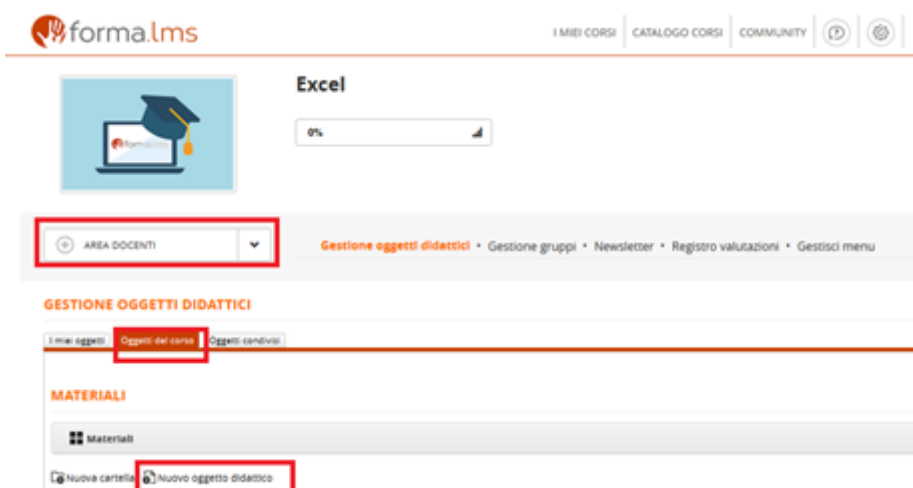 forma.lms
I MIEI CORSI CATALOGO CORSI COMMUNITY
Excel
forma.lms
0%
AREA DOCENTI
Gestione oggetti didattici • Gestione gruppi • Newsletter • Registro valutazioni • Gestisci menu
GESTIONE OGGETTI DIDATTICI
I miei oggetti Oggetti del corso Oggetti condivisi
MATERIALI
Materiali
Nuova cartella Nuovo oggetto didattico